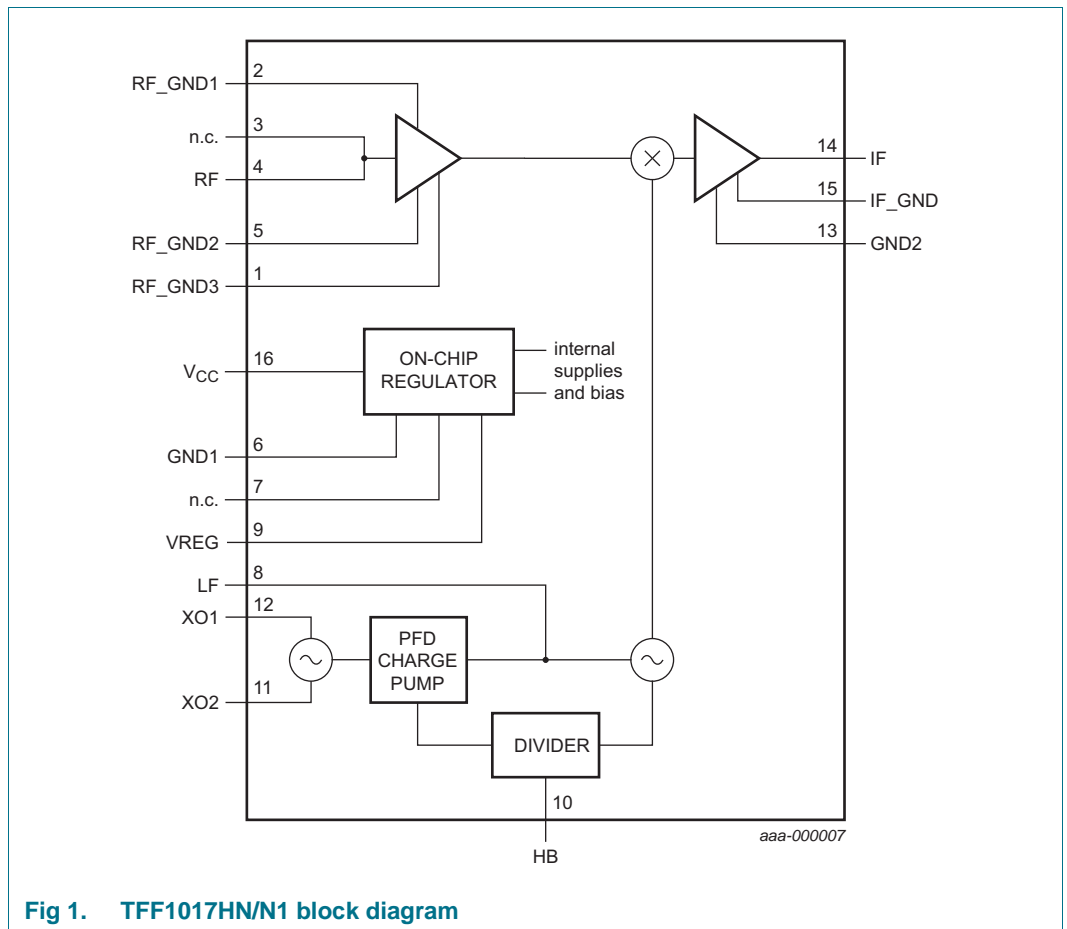 2
RF_GND1
3
n.c.
4
RF
5
RF_GND2
1
RF_GND3
14
IF
15
IF_GND
13
GND2
16
VCC
ON-CHIP
REGULATOR
internal
supplies
and bias
6
GND1
7
n.c.
9
VREG
8
LF
12
XO1
PFD
CHARGE
PUMP
11
XO2
DIVIDER
10
HB
aaa-000007
Fig 1. TFF1017HN/N1 block diagram